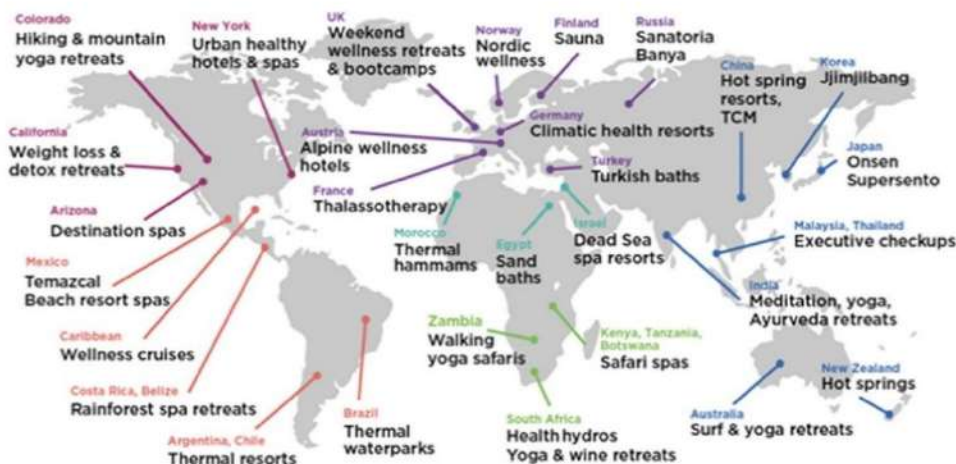 Colorado
Hiking & mountain
yoga retreats
New York
Urban healthy
hotels & spas
UK
Weekend
wellness retreats
& bootcamps
Norway
Nordic
wellness
Finland
Sauna
Russia
Sanatoria
Banya
China
Hot spring
resorts,
TCM
Korea
Jjimjilbang
California
Weight loss &
detox retreats
Austria
Alpine wellness
hotels
Germany
Climatic health resorts
France
Thalassotherapy
Turkey
Turkish baths
Japan
Onsen
Supersento
Arizona
Destination spas
Morocco
Thermal
hammams
Egypt
Sand
baths
Israel
Dead Sea
spa resorts
Malaysia, Thailand
Executive checkups
Mexico
Temazcal
Beach resort spas
India
Meditation, yoga,
Ayurveda retreats
Caribbean
Wellness cruises
Zambia
Walking
yoga safaris
Kenya, Tanzania,
Botswana
Safari spas
Costa Rica, Belize
Rainforest spa retreats
New Zealand
Hot springs
Argentina, Chile
Thermal resorts
Brazil
Thermal
waterparks
South Africa
Health hydros
Yoga & wine retreats
Australia
Surf & yoga retreats